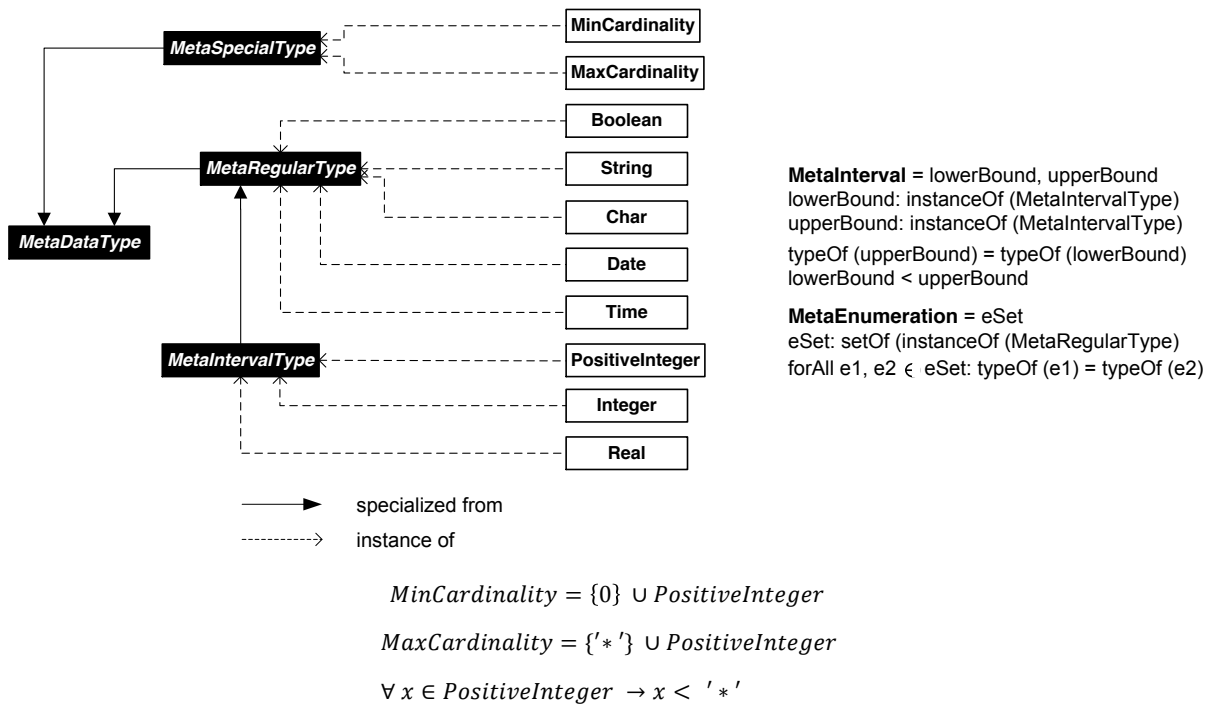 MetaSpecialType
MinCardinality
MaxCardinality
Boolean
MetaRegularType
String
Char
MetaDataType
Date
Time
MetaIntervalType
PositiveInteger
Integer
Real
MetaInterval = lowerBound, upperBound
lowerBound: instanceOf (MetaIntervalType)
upperBound: instanceOf (MetaIntervalType)
typeOf (upperBound) = typeOf (lowerBound)
lowerBound < upperBound
MetaEnumeration = eSet
eSet: setOf (instanceOf (MetaRegularType)
forAll e1, e2 ∈ eSet: typeOf (e1) = typeOf (e2)
specialized from
instance of
MinCardinality = {0} ∪ PositiveInteger
MaxCardinality = {'*'} ∪ PositiveInteger
∀ x ∈ PositiveInteger → x < '*'